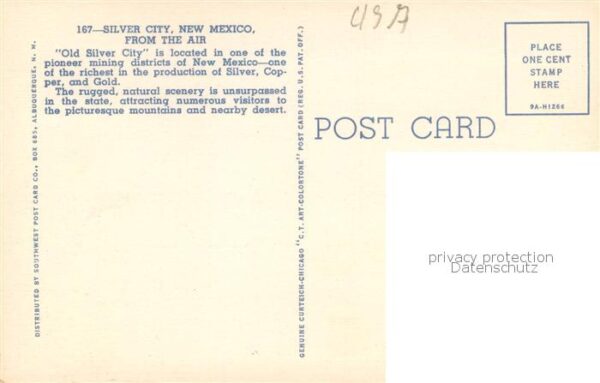 167—SILVER CITY, NEW MEXICO,
FROM THE AIR
"Old Silver City" is located in one of the
pioneer mining districts of New Mexico—one
of the richest in the production of Silver, Cop-
per, and Gold.
The rugged, natural scenery is unsurpassed
in the state, attracting numerous visitors to
the picturesque mountains and nearby desert.
DISTRIBUTED BY SOUTHWEST POST CARD CO., BOX 685, ALBUQUERQUE, N. M.
GENUINE CURTEICH-CHICAGO "C.T. ART-COLORTONE" POST CARD (REG. U.S. PAT. OFF.)
USA
POST CARD
PLACE
ONE CENT
STAMP
HERE
9A-H1266
privacy protection
Datenschutz